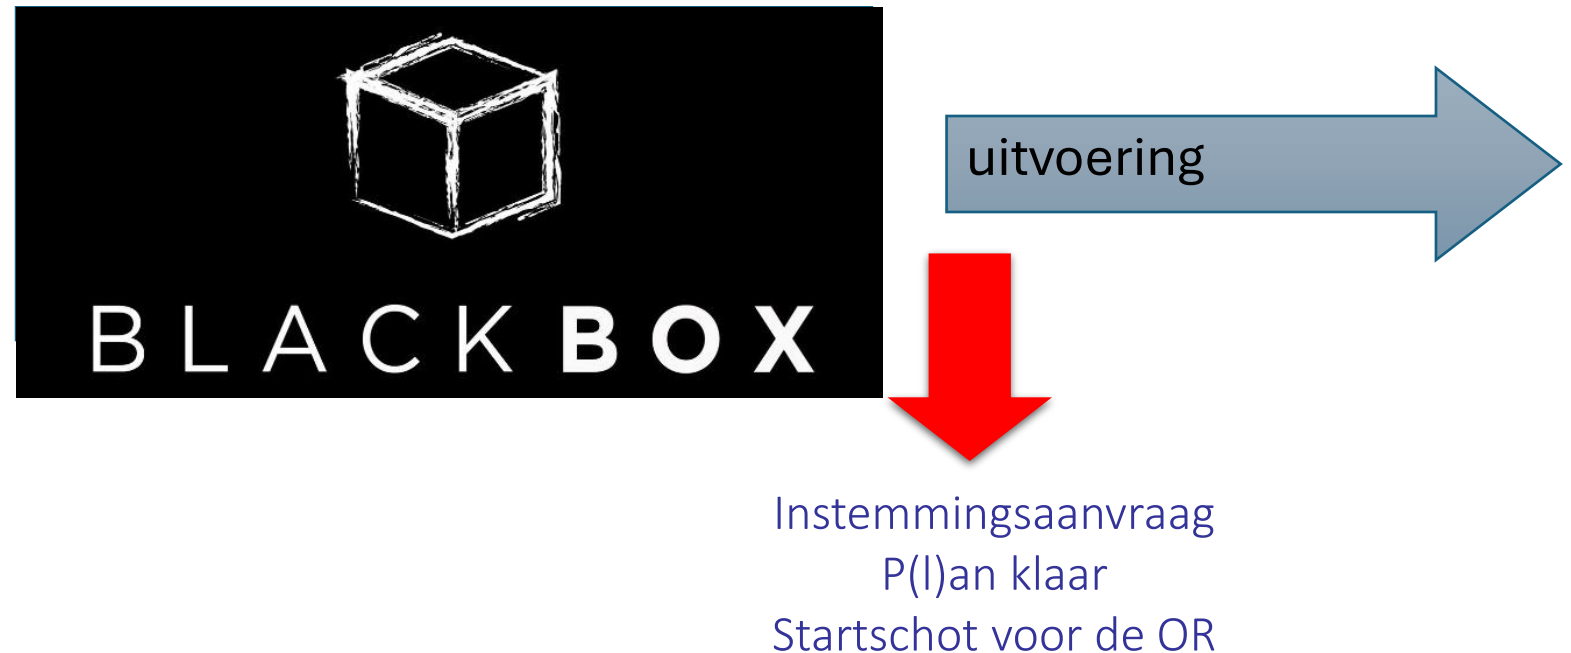 BLACKBOX
uitvoering
Instemmingsaanvraag
P(l)an klaar
Startschot voor de OR